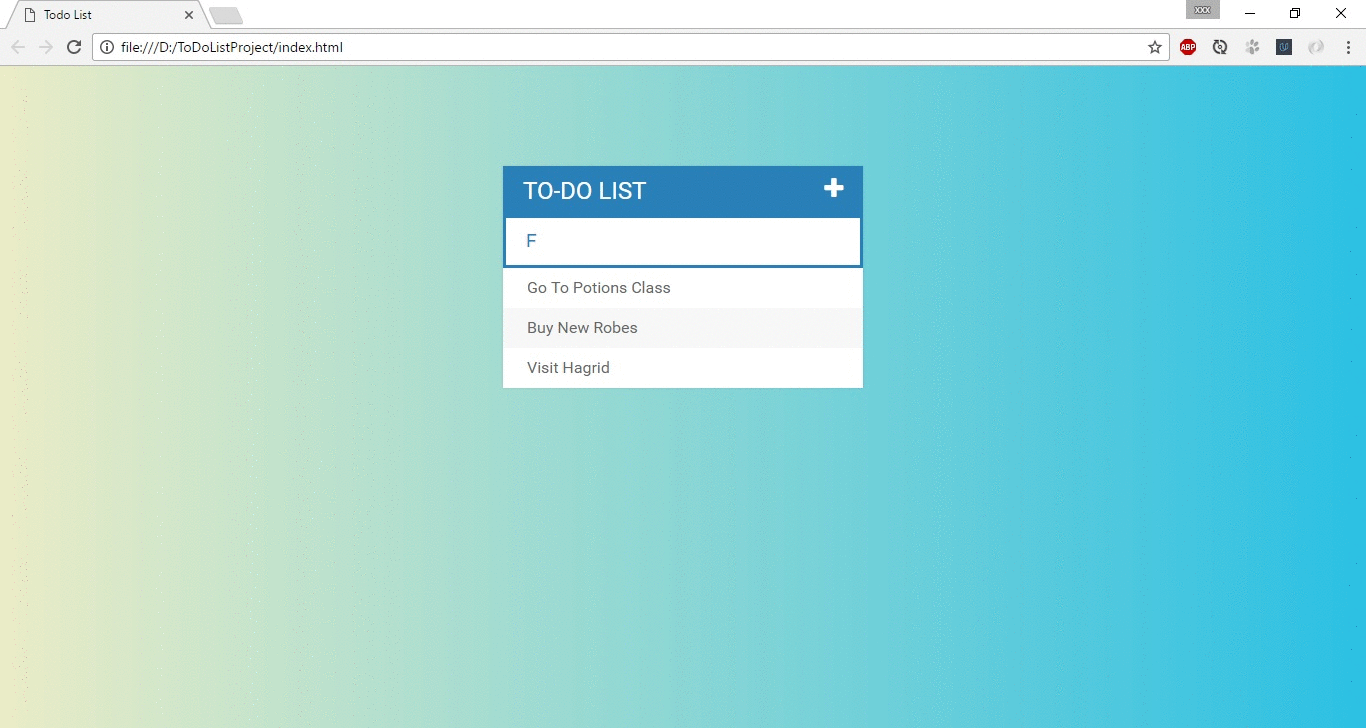 Todo List
xxx
file:///D:/ToDoListProject/index.html
ABP
TO-DO LIST
F
Go To Potions Class
Buy New Robes
Visit Hagrid